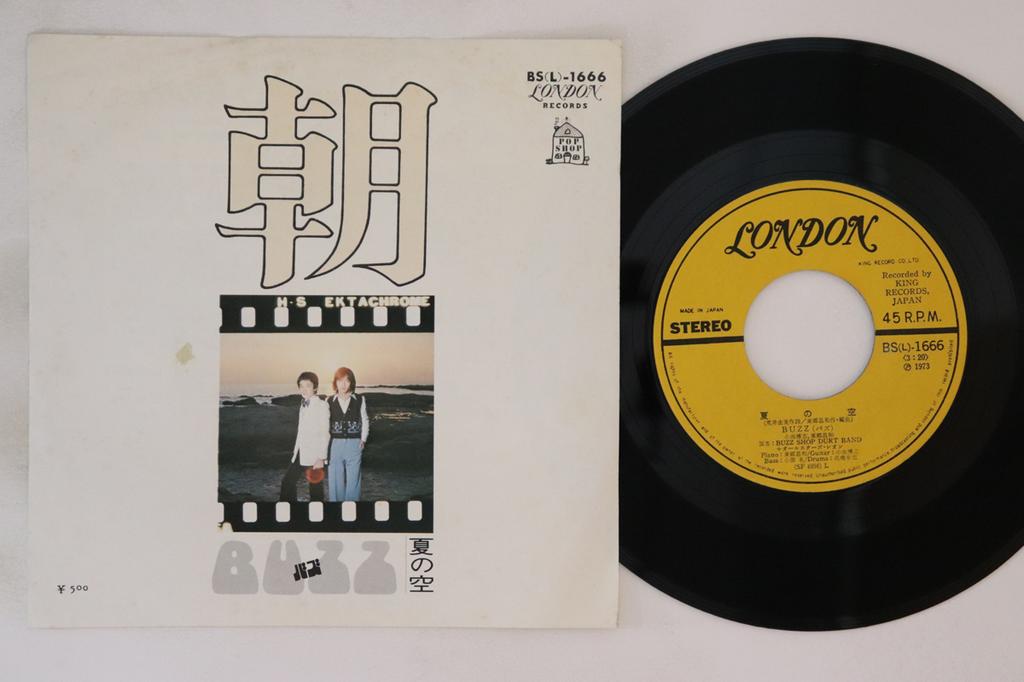 朝
BS(L)-1666
LONDON
RECORDS
POP
SHOP
H·S EKTACHROME
BUZZ
バズ
夏の空
¥500
LONDON
KING RECORD CO., LTD
Recorded by
KING
RECORDS,
JAPAN
45 R.P.M.
MADE IN JAPAN
STEREO
BS(L)-1666
(3:20)
Ⓟ 1973
夏の空
BUZZ (バズ)
BUZZ SHOP DUKT BAND